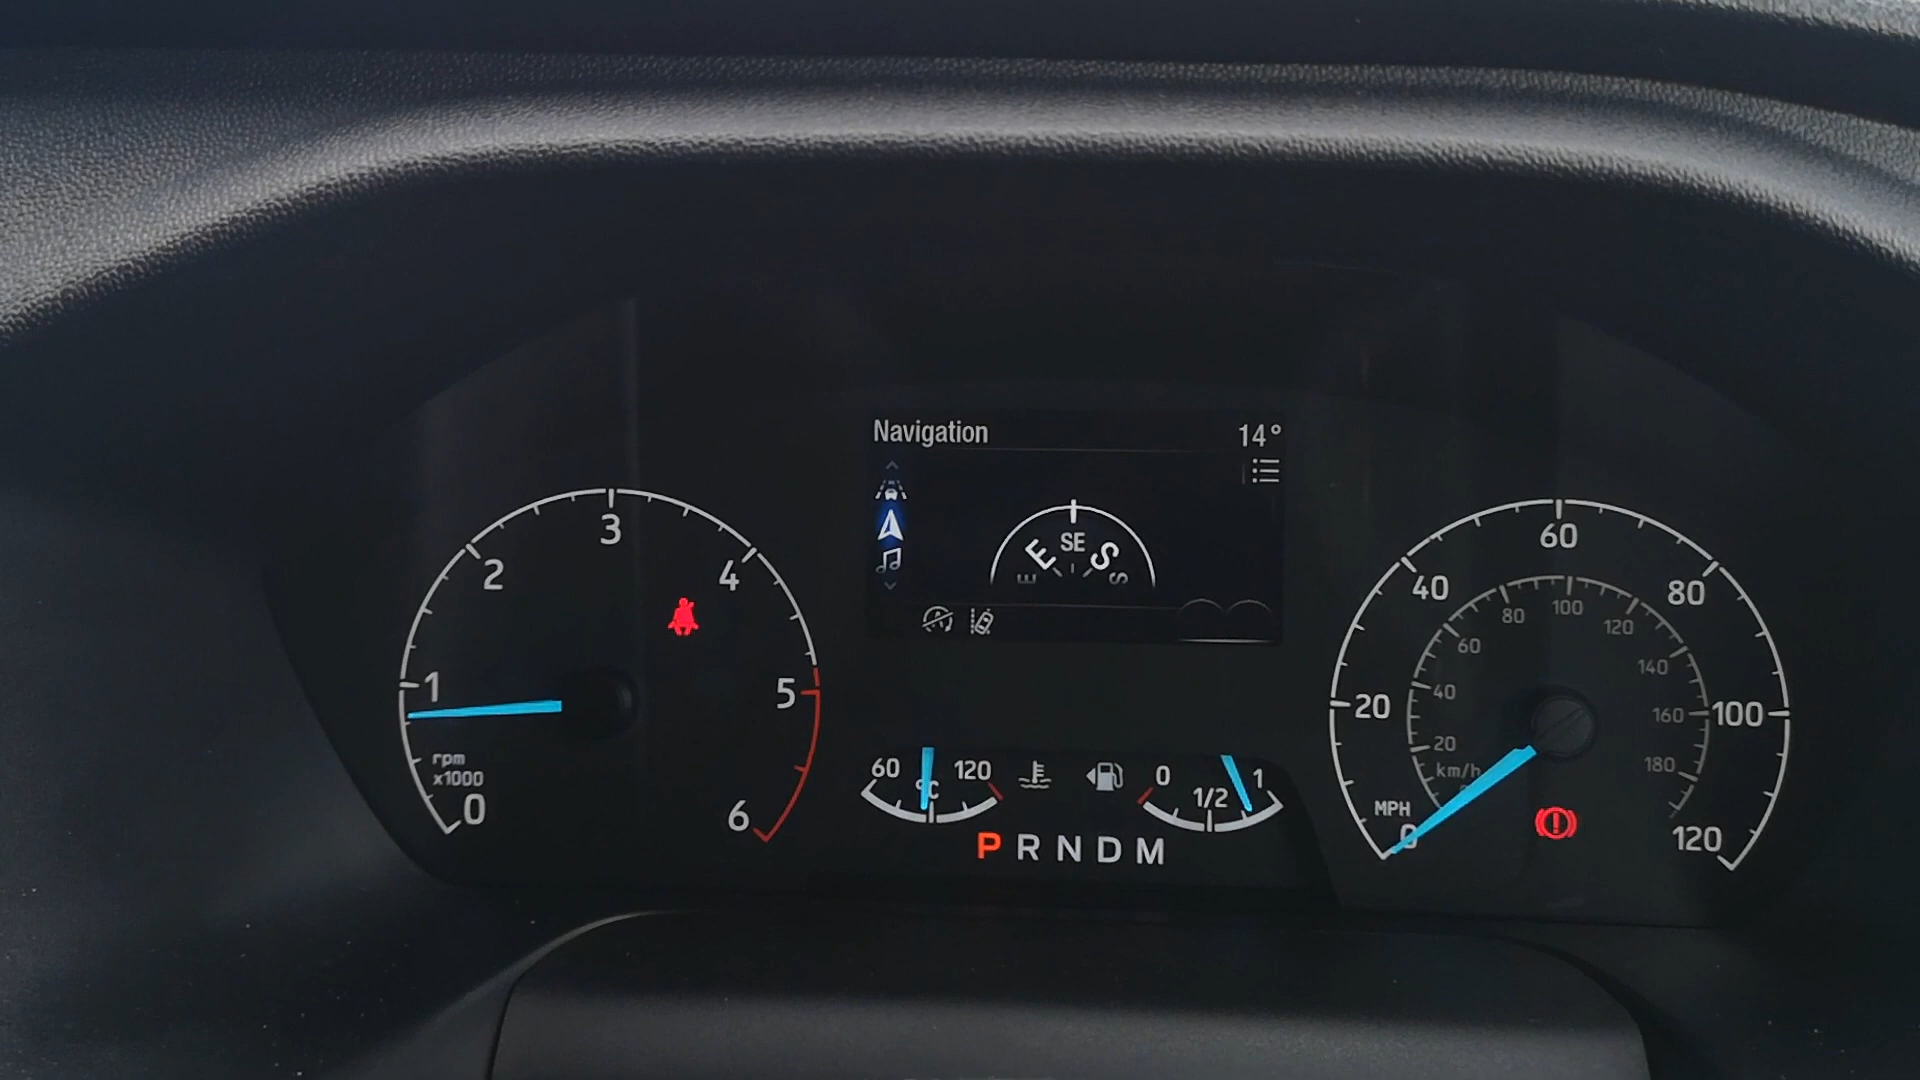 Navigation 14°
E E SE S S
0 1 2 3 4 5 6
rpm
x1000
60 °C 120
0 1/2 1
P R N D M
0 20 40 60 80 100 120
MPH
20 40 60 80 100 120 140 160 180
km/h